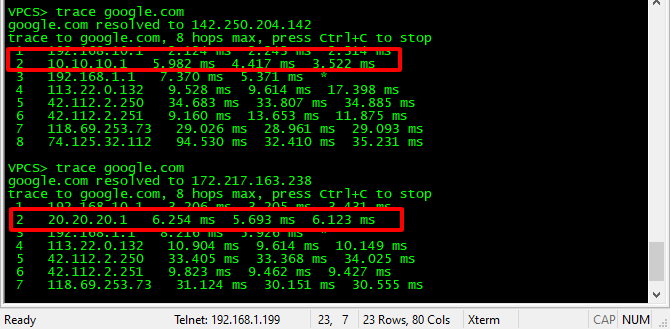 VPCS> trace google.com
google.com resolved to 142.250.204.142
trace to google.com, 8 hops max, press Ctrl+C to stop
1 192.168.10.1 2.124 ms 2.245 ms 2.514 ms
2 10.10.10.1 5.982 ms 4.417 ms 3.522 ms
3 192.168.1.1 7.370 ms 5.371 ms *
4 113.22.0.132 9.528 ms 9.614 ms 17.398 ms
5 42.112.2.250 34.683 ms 33.807 ms 34.885 ms
6 42.112.2.251 9.160 ms 13.653 ms 11.875 ms
7 118.69.253.73 29.026 ms 28.961 ms 29.093 ms
8 74.125.32.112 94.530 ms 32.410 ms 35.231 ms
VPCS> trace google.com
google.com resolved to 172.217.163.238
trace to google.com, 8 hops max, press Ctrl+C to stop
1 192.168.10.1 3.206 ms 3.205 ms 3.431 ms
2 20.20.20.1 6.254 ms 5.693 ms 6.123 ms
3 192.168.1.1 8.216 ms 5.926 ms *
4 113.22.0.132 10.904 ms 9.614 ms 10.149 ms
5 42.112.2.250 33.405 ms 33.368 ms 34.025 ms
6 42.112.2.251 9.823 ms 9.462 ms 9.427 ms
7 118.69.253.73 31.124 ms 30.151 ms 30.555 ms
Ready Telnet: 192.168.1.199 23, 7 23 Rows, 80 Cols Xterm CAP NUM